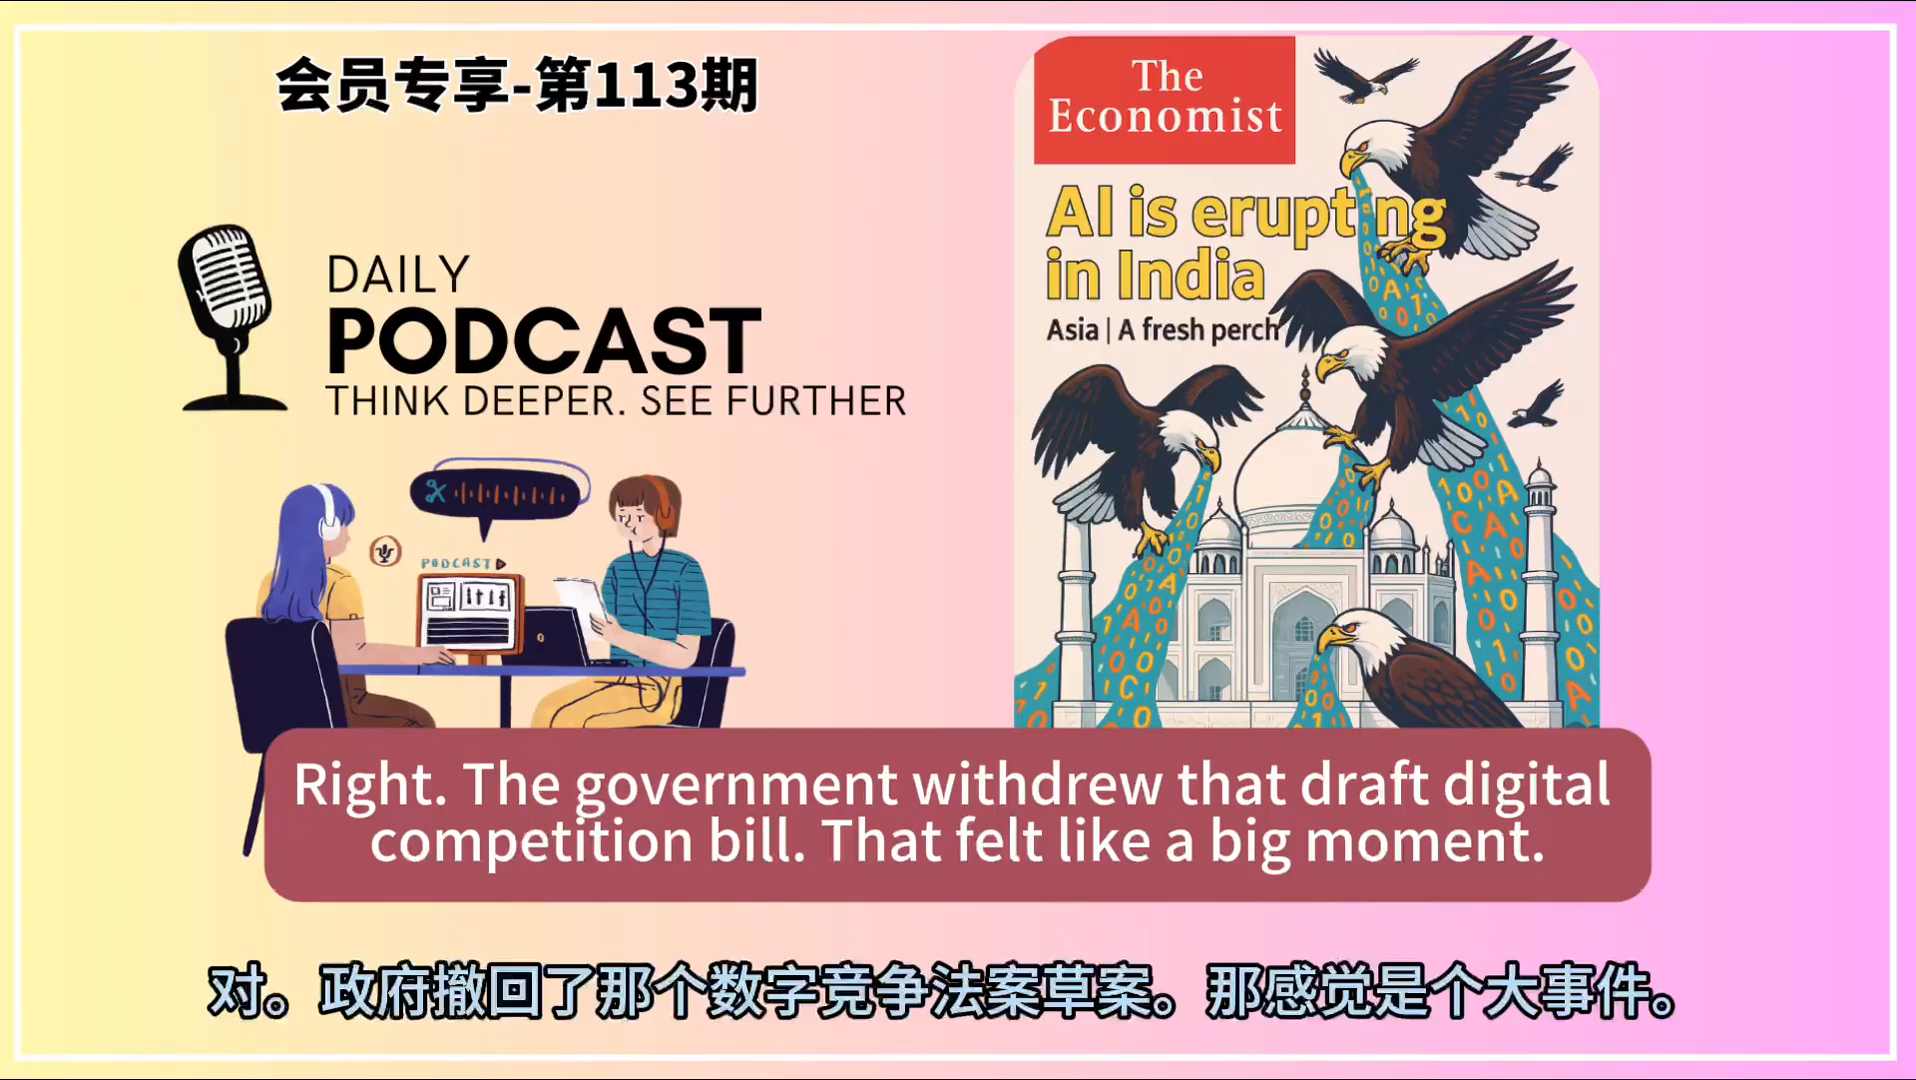 会员专享-第113期
DAILY
PODCAST
THINK DEEPER. SEE FURTHER
PODCAST
The
Economist
AI is erupting
in India
Asia | A fresh perch
Right. The government withdrew that draft digital
competition bill. That felt like a big moment.
对。政府撤回了那个数字竞争法案草案。那感觉是个大事件。